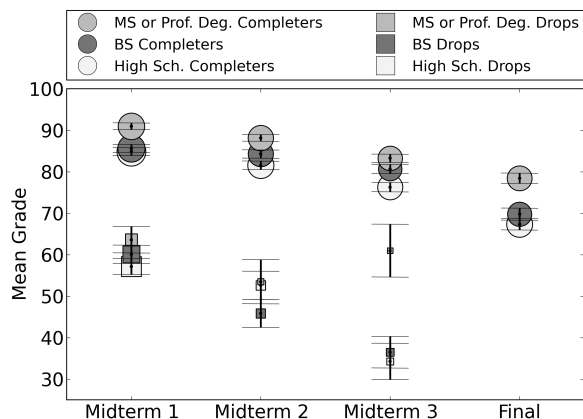 MS or Prof. Deg. Completers MS or Prof. Deg. Drops
BS Completers BS Drops
High Sch. Completers High Sch. Drops
100
90
80
70
60
50
40
30
Mean Grade
Midterm 1 Midterm 2 Midterm 3 Final